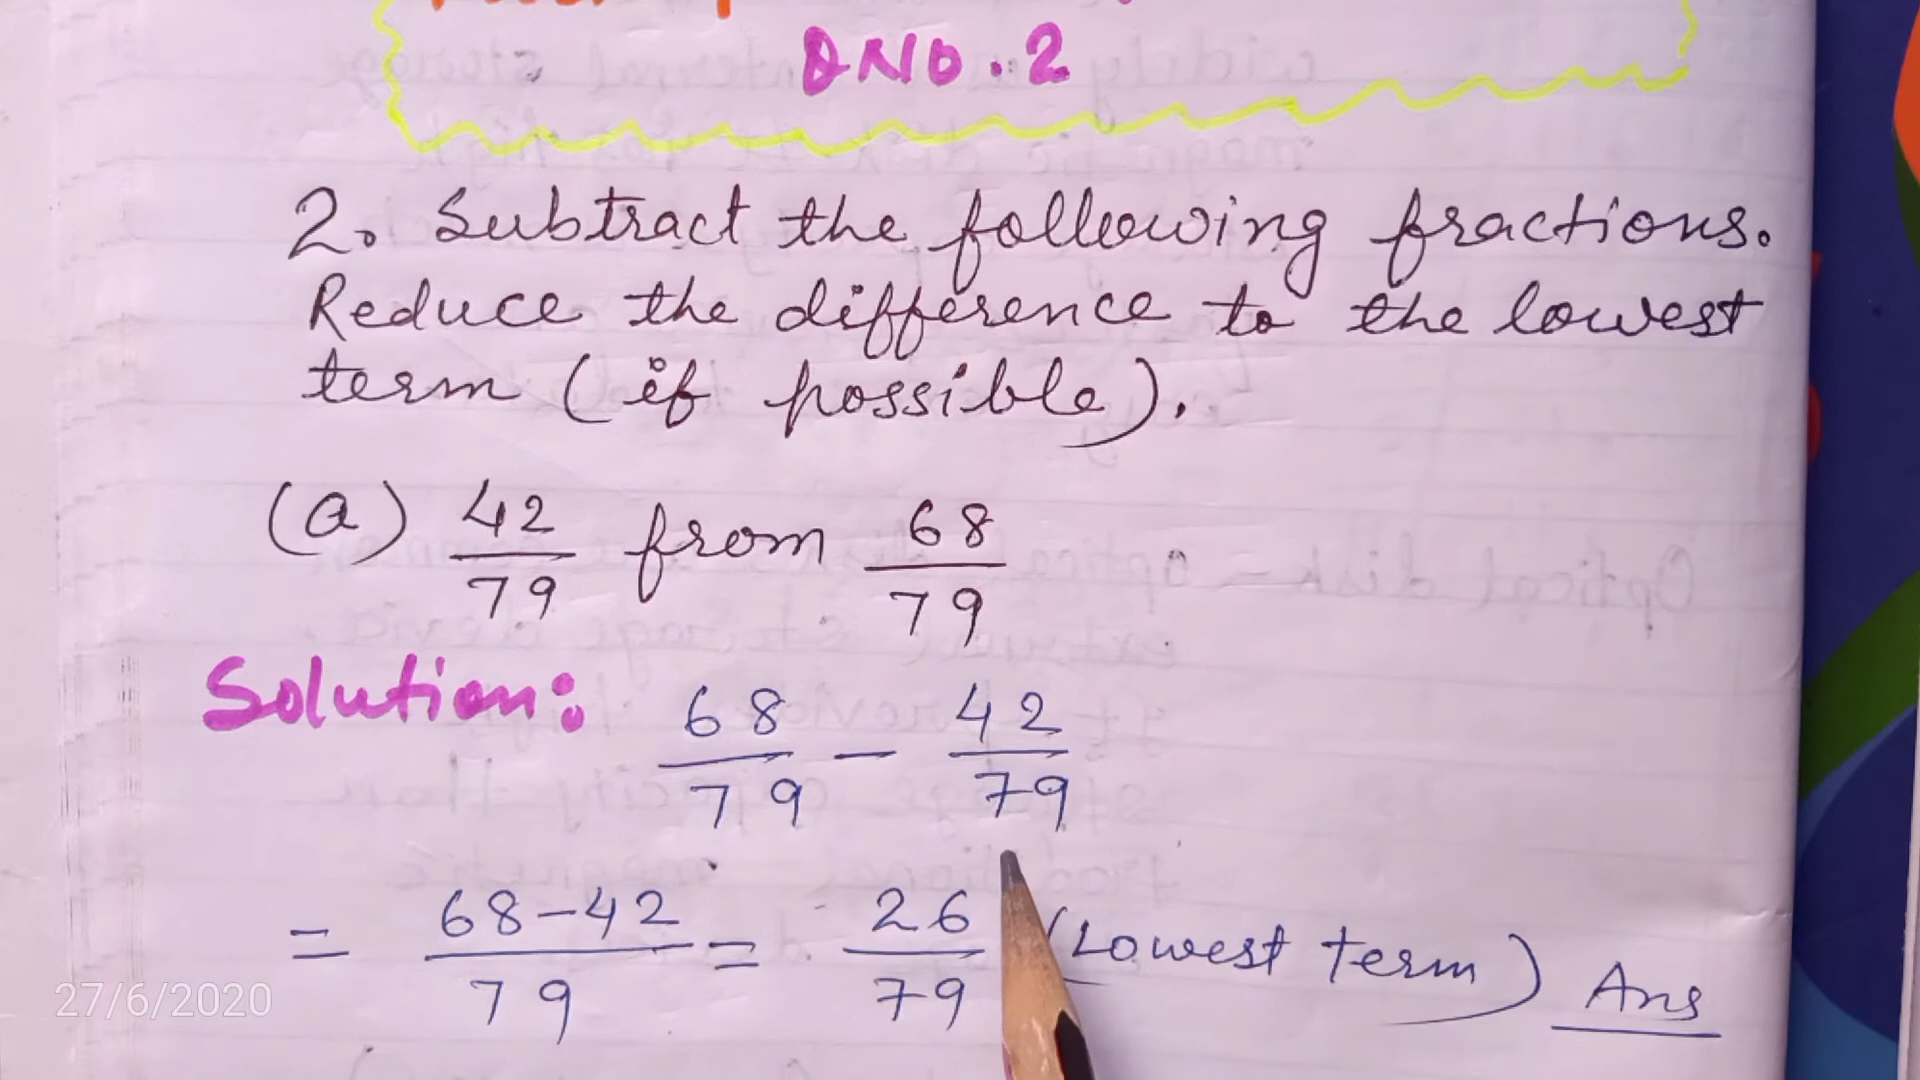 QNO.2
2. Subtract the following fractions.
Reduce the difference to the lowest
term (if possible).
(a) 42/79 from 68/79
Solution: 68/79 - 42/79
= 68-42/79 = 26/79 (Lowest term) Ans
27/6/2020